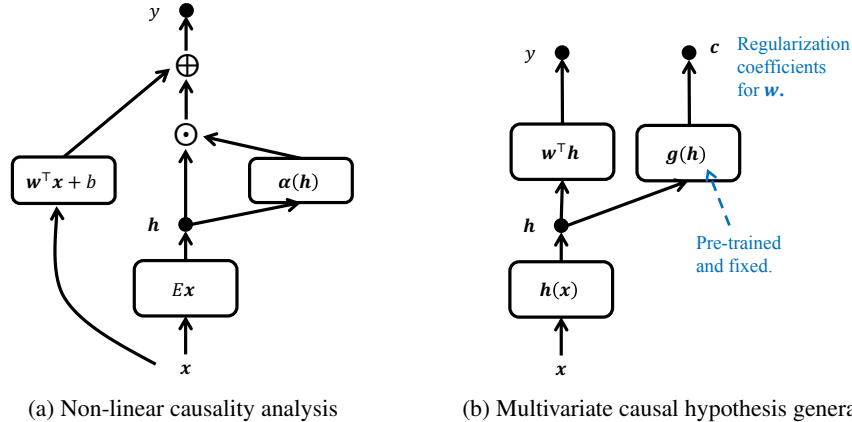 y
⊕
⊙
w⊤x + b
α(h)
h
Ex
x
(a) Non-linear causality analysis
y
c
Regularization
coefficients
for w.
w⊤h
g(h)
h
Pre-trained
and fixed.
h(x)
x
(b) Multivariate causal hypothesis genera